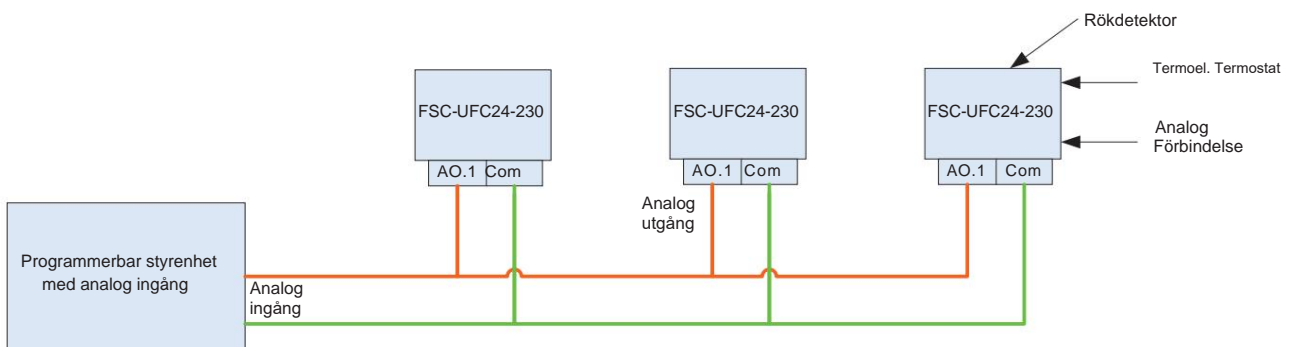 Rökdetektor
Termoel. Termostat
FSC-UFC24-230
FSC-UFC24-230
FSC-UFC24-230
Analog
Förbindelse
AO.1 Com
AO.1 Com
AO.1 Com
Analog
utgång
Programmerbar styrenhet
med analog ingång
Analog
ingång